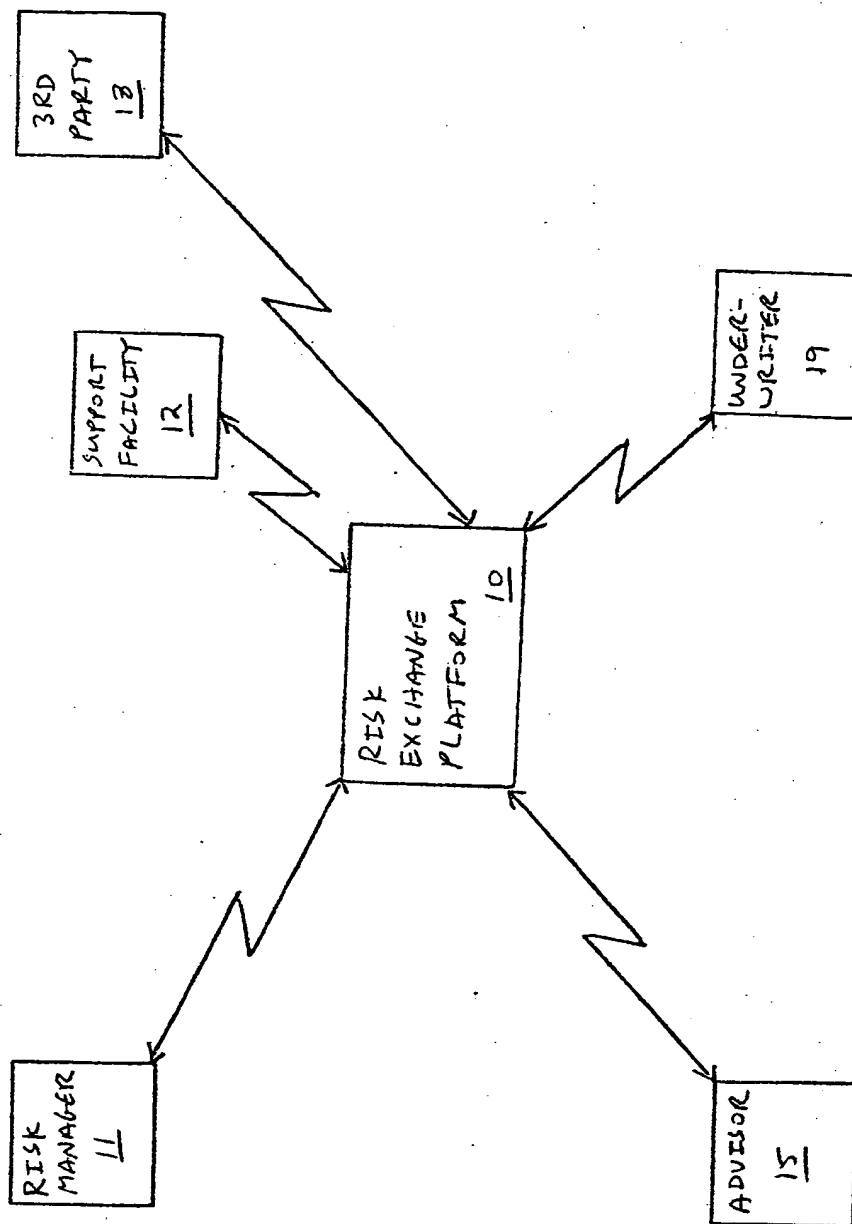 RISK
MANAGER
11
SUPPORT
FACILITY
12
3RD
PARTY
13
RISK
EXCHANGE
PLATFORM
10
ADVISOR
15
UNDER-
WRITER
19